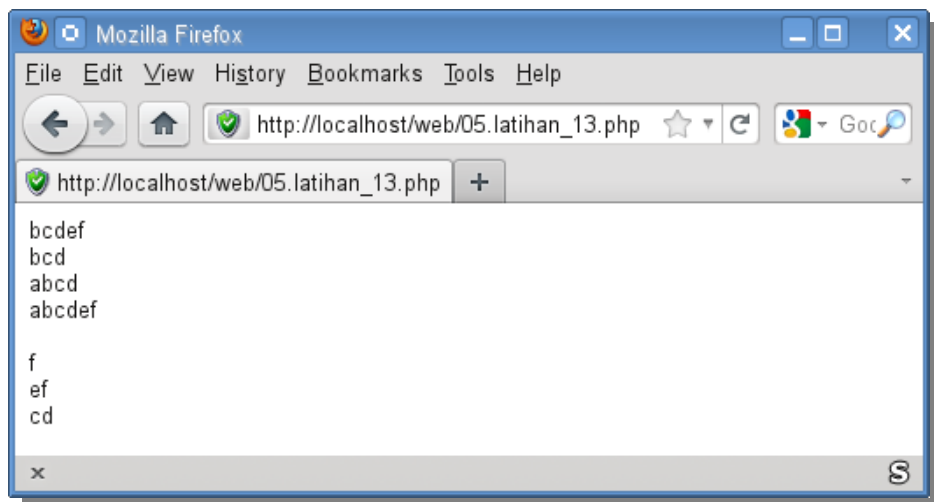 Mozilla Firefox
File Edit View History Bookmarks Tools Help
http://localhost/web/05.latihan_13.php Goo
http://localhost/web/05.latihan_13.php +
bcdef
bcd
abcd
abcdef
f
ef
cd
x S